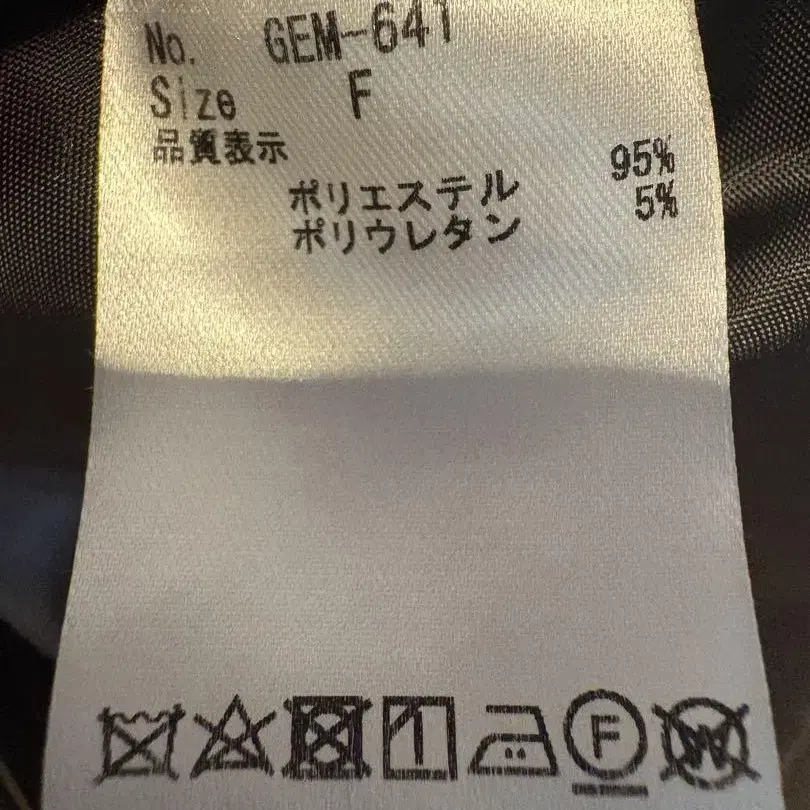 No. GEM-641
Size F
品質表示
ポリエステル 95%
ポリウレタン 5%
F W